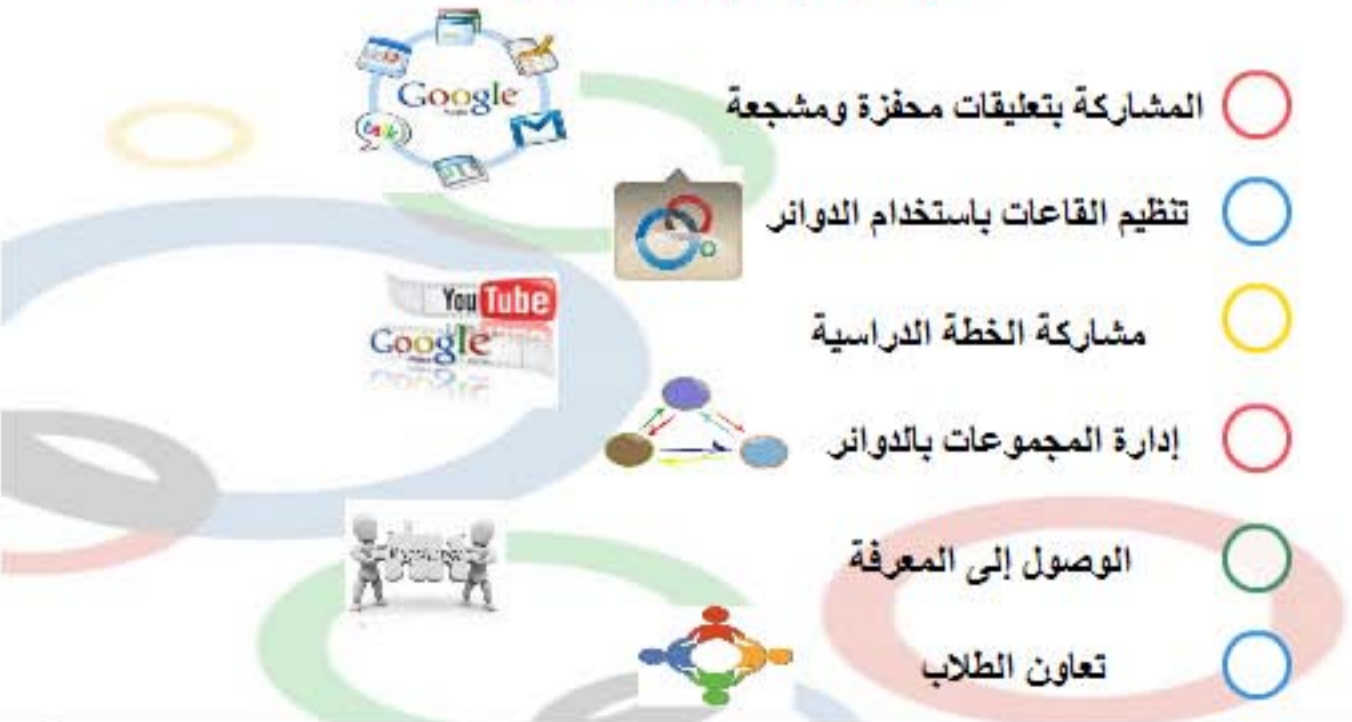 Google
المشاركة بتعليقات محفزة ومشجعة
تنظيم القاعات باستخدام الدوائر
You Tube
Google
مشاركة الخطة الدراسية
إدارة المجموعات بالدوائر
الوصول إلى المعرفة
تعاون الطلاب